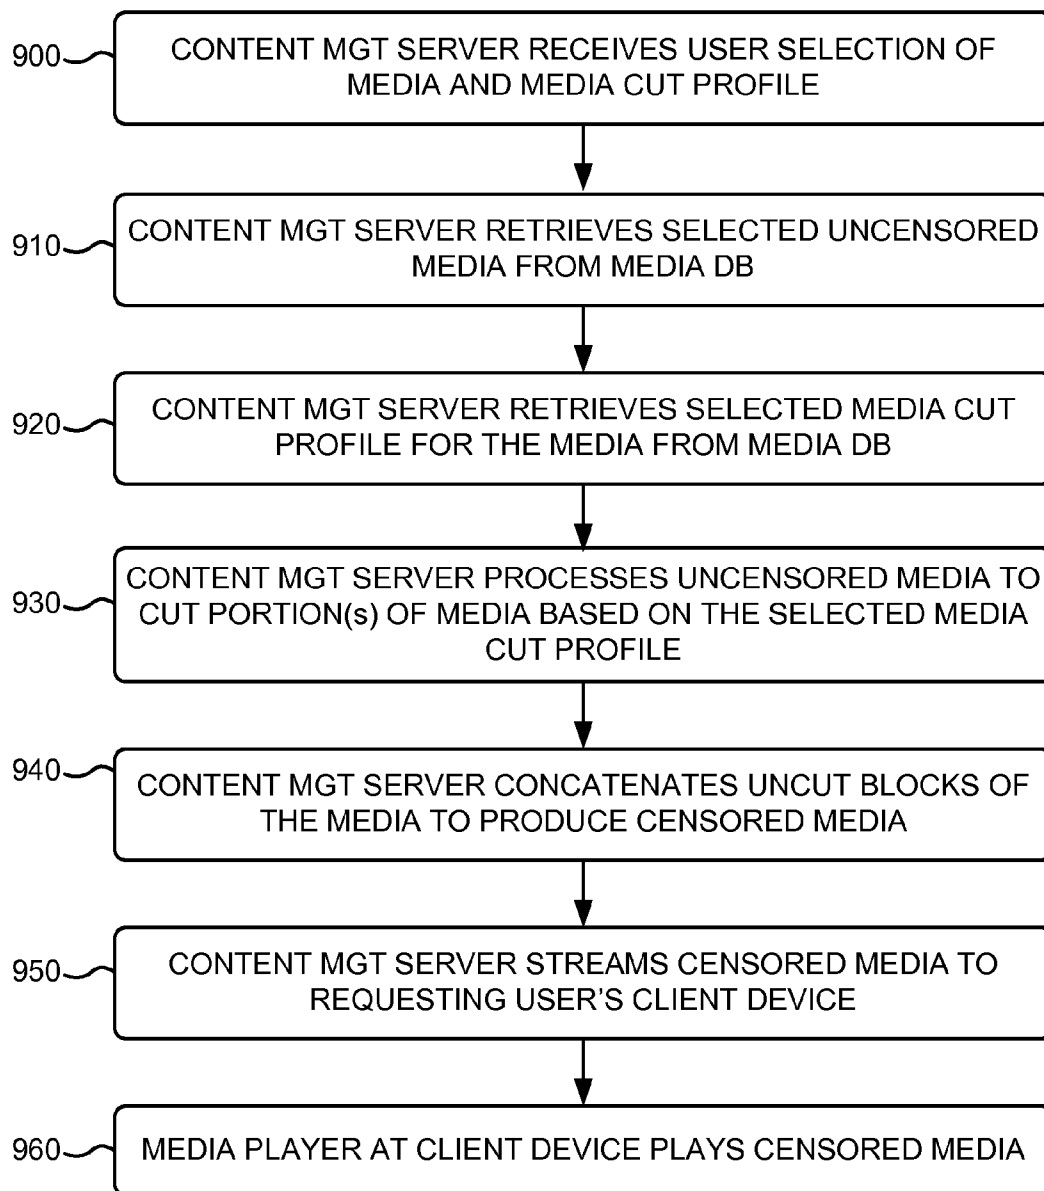 900
CONTENT MGT SERVER RECEIVES USER SELECTION OF
MEDIA AND MEDIA CUT PROFILE
910
CONTENT MGT SERVER RETRIEVES SELECTED UNCENSORED
MEDIA FROM MEDIA DB
920
CONTENT MGT SERVER RETRIEVES SELECTED MEDIA CUT
PROFILE FOR THE MEDIA FROM MEDIA DB
930
CONTENT MGT SERVER PROCESSES UNCENSORED MEDIA TO
CUT PORTION(s) OF MEDIA BASED ON THE SELECTED MEDIA
CUT PROFILE
940
CONTENT MGT SERVER CONCATENATES UNCUT BLOCKS OF
THE MEDIA TO PRODUCE CENSORED MEDIA
950
CONTENT MGT SERVER STREAMS CENSORED MEDIA TO
REQUESTING USER'S CLIENT DEVICE
960
MEDIA PLAYER AT CLIENT DEVICE PLAYS CENSORED MEDIA